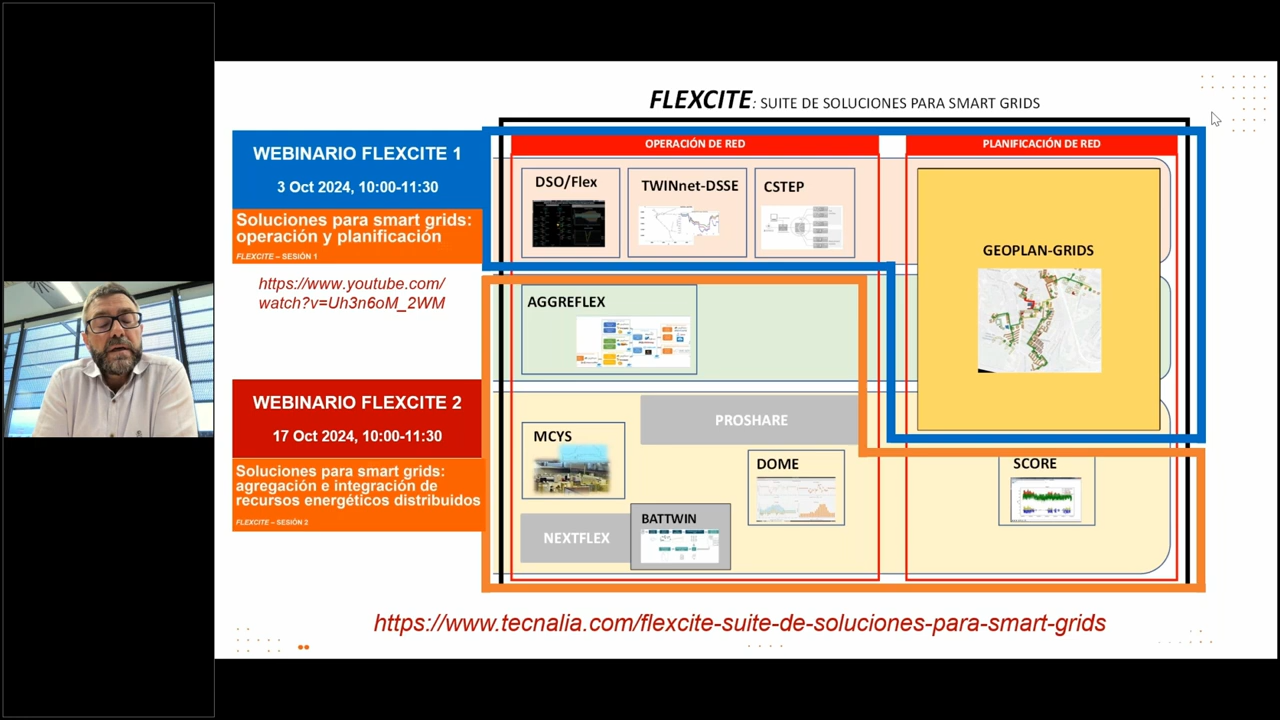 FLEXCITE: SUITE DE SOLUCIONES PARA SMART GRIDS
WEBINARIO FLEXCITE 1
3 Oct 2024, 10:00-11:30
Soluciones para smart grids:
operación y planificación
FLEXCITE – SESIÓN 1
https://www.youtube.com/
watch?v=Uh3n6oM_2WM
WEBINARIO FLEXCITE 2
17 Oct 2024, 10:00-11:30
Soluciones para smart grids:
agregación e integración de
recursos energéticos distribuidos
FLEXCITE – SESIÓN 2
OPERACIÓN DE RED
PLANIFICACIÓN DE RED
DSO/Flex
TWINnet-DSSE
CSTEP
GEOPLAN-GRIDS
AGGREFLEX
PROSHARE
MCYS
DOME
SCORE
NEXTFLEX
BATTWIN
https://www.tecnalia.com/flexcite-suite-de-soluciones-para-smart-grids